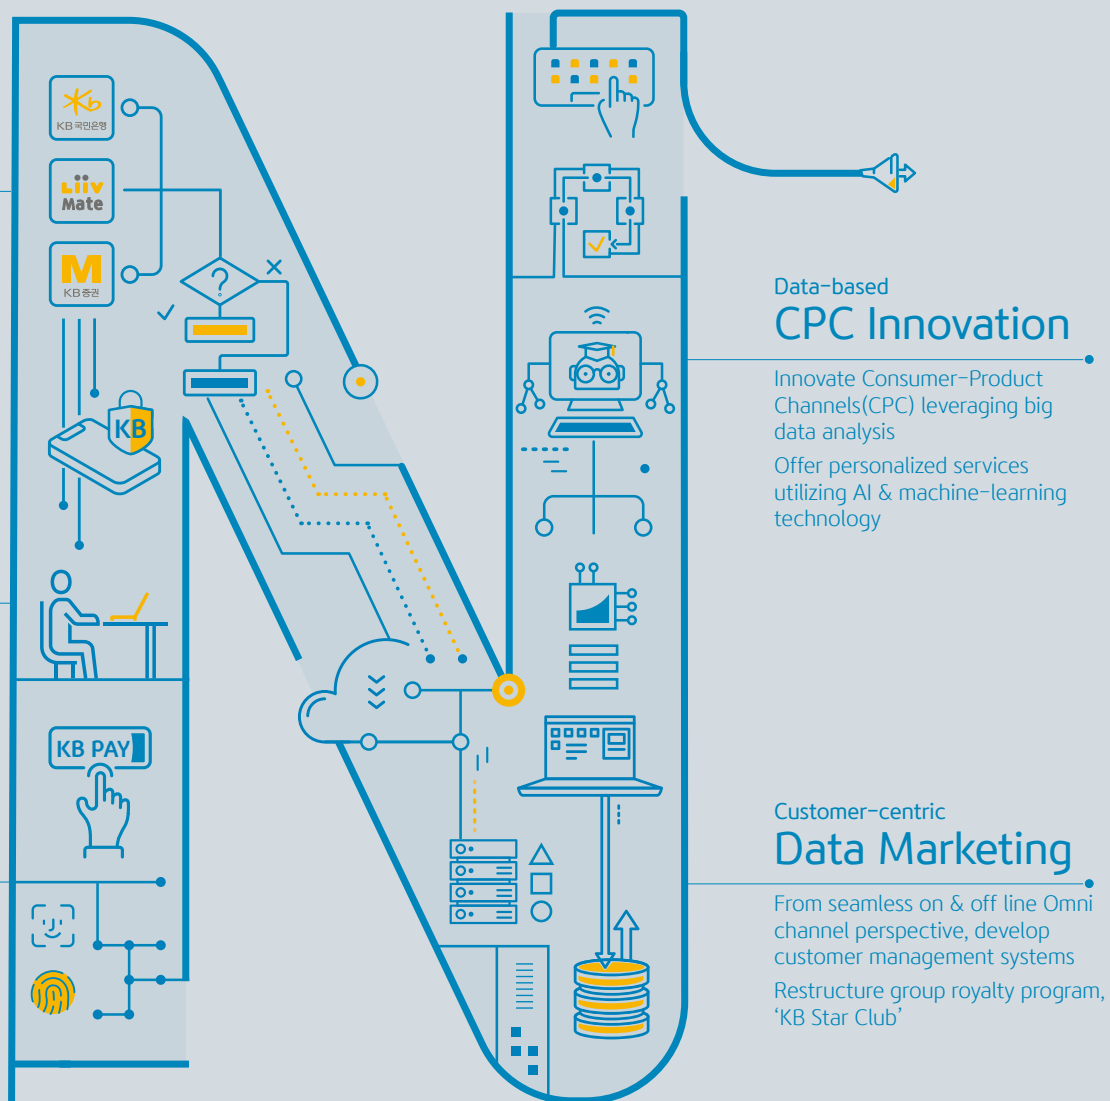 Kb
KB국민은행
Liiv
Mate
M
KB증권
?
KB
KB PAY
Data-based
CPC Innovation
Innovate Consumer-Product
Channels(CPC) leveraging big
data analysis
Offer personalized services
utilizing AI & machine-learning
technology
Customer-centric
Data Marketing
From seamless on & off line Omni
channel perspective, develop
customer management systems
Restructure group royalty program,
‘KB Star Club’